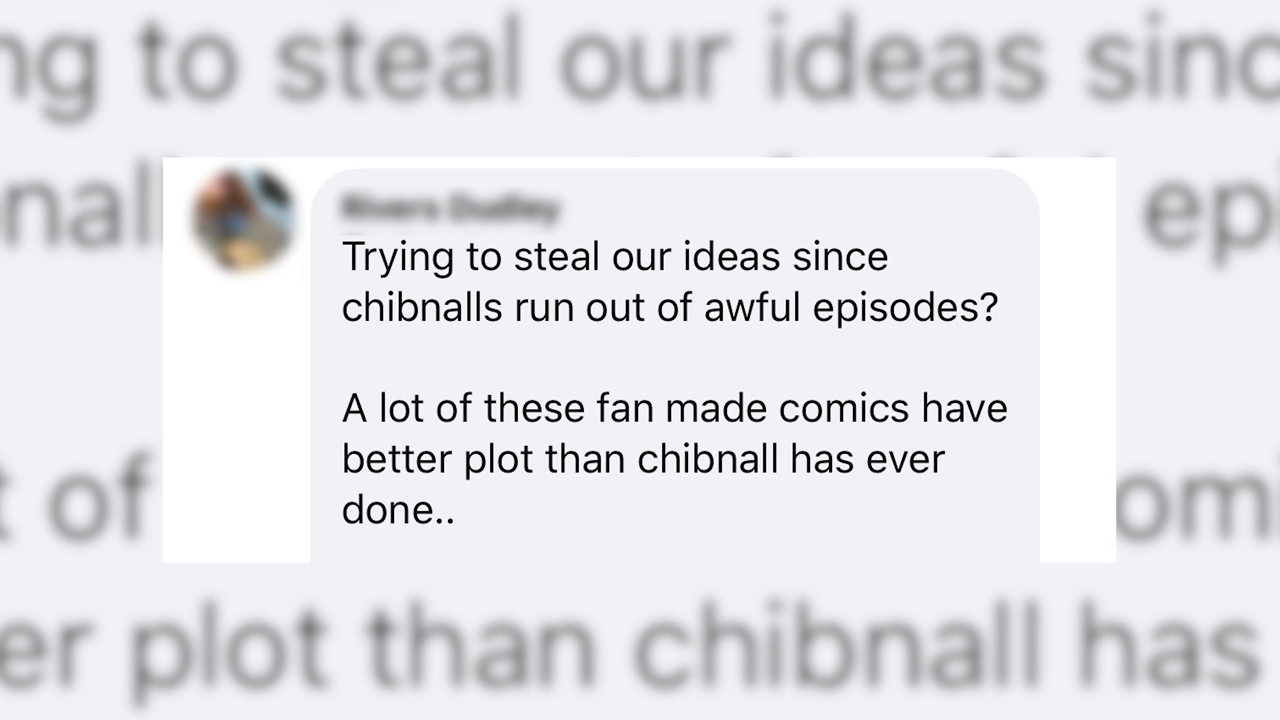 Trying to steal our ideas since
chibnalls run out of awful episodes?
A lot of these fan made comics have
better plot than chibnall has ever
done..